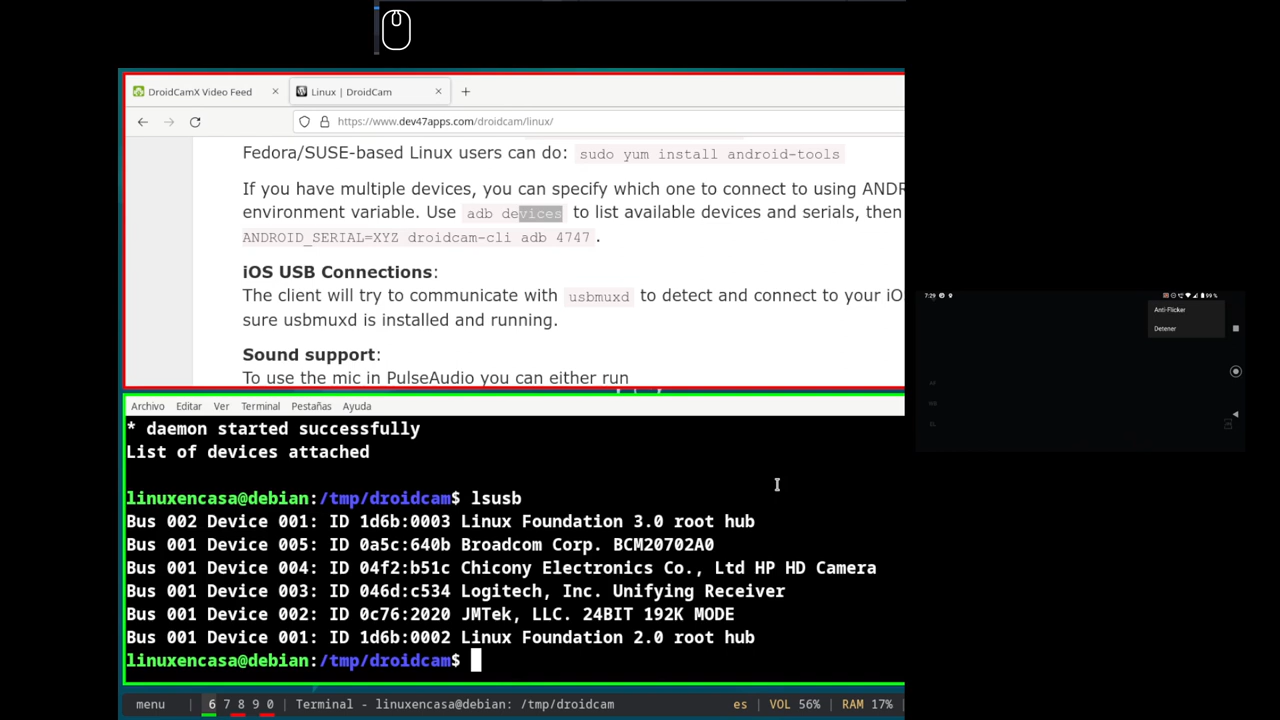 DroidCamX Video Feed
Linux | DroidCam
https://www.dev47apps.com/droidcam/linux/
Fedora/SUSE-based Linux users can do: sudo yum install android-tools
If you have multiple devices, you can specify which one to connect to using ANDR
environment variable. Use adb devices to list available devices and serials, then
ANDROID_SERIAL=XYZ droidcam-cli adb 4747 .
iOS USB Connections:
The client will try to communicate with usbmuxd to detect and connect to your iO
sure usbmuxd is installed and running.
Sound support:
To use the mic in PulseAudio you can either run
Archivo Editar Ver Terminal Pestañas Ayuda
* daemon started successfully
List of devices attached
linuxencasa@debian:/tmp/droidcam$ lsusb
Bus 002 Device 001: ID 1d6b:0003 Linux Foundation 3.0 root hub
Bus 001 Device 005: ID 0a5c:640b Broadcom Corp. BCM20702A0
Bus 001 Device 004: ID 04f2:b51c Chicony Electronics Co., Ltd HP HD Camera
Bus 001 Device 003: ID 046d:c534 Logitech, Inc. Unifying Receiver
Bus 001 Device 002: ID 0c76:2020 JMTek, LLC. 24BIT 192K MODE
Bus 001 Device 001: ID 1d6b:0002 Linux Foundation 2.0 root hub
linuxencasa@debian:/tmp/droidcam$
menu | 6 7 8 9 0 | Terminal - linuxencasa@debian: /tmp/droidcam es | VOL 56% | RAM 17% |
7:29 99 %
Anti-Flicker
Detener